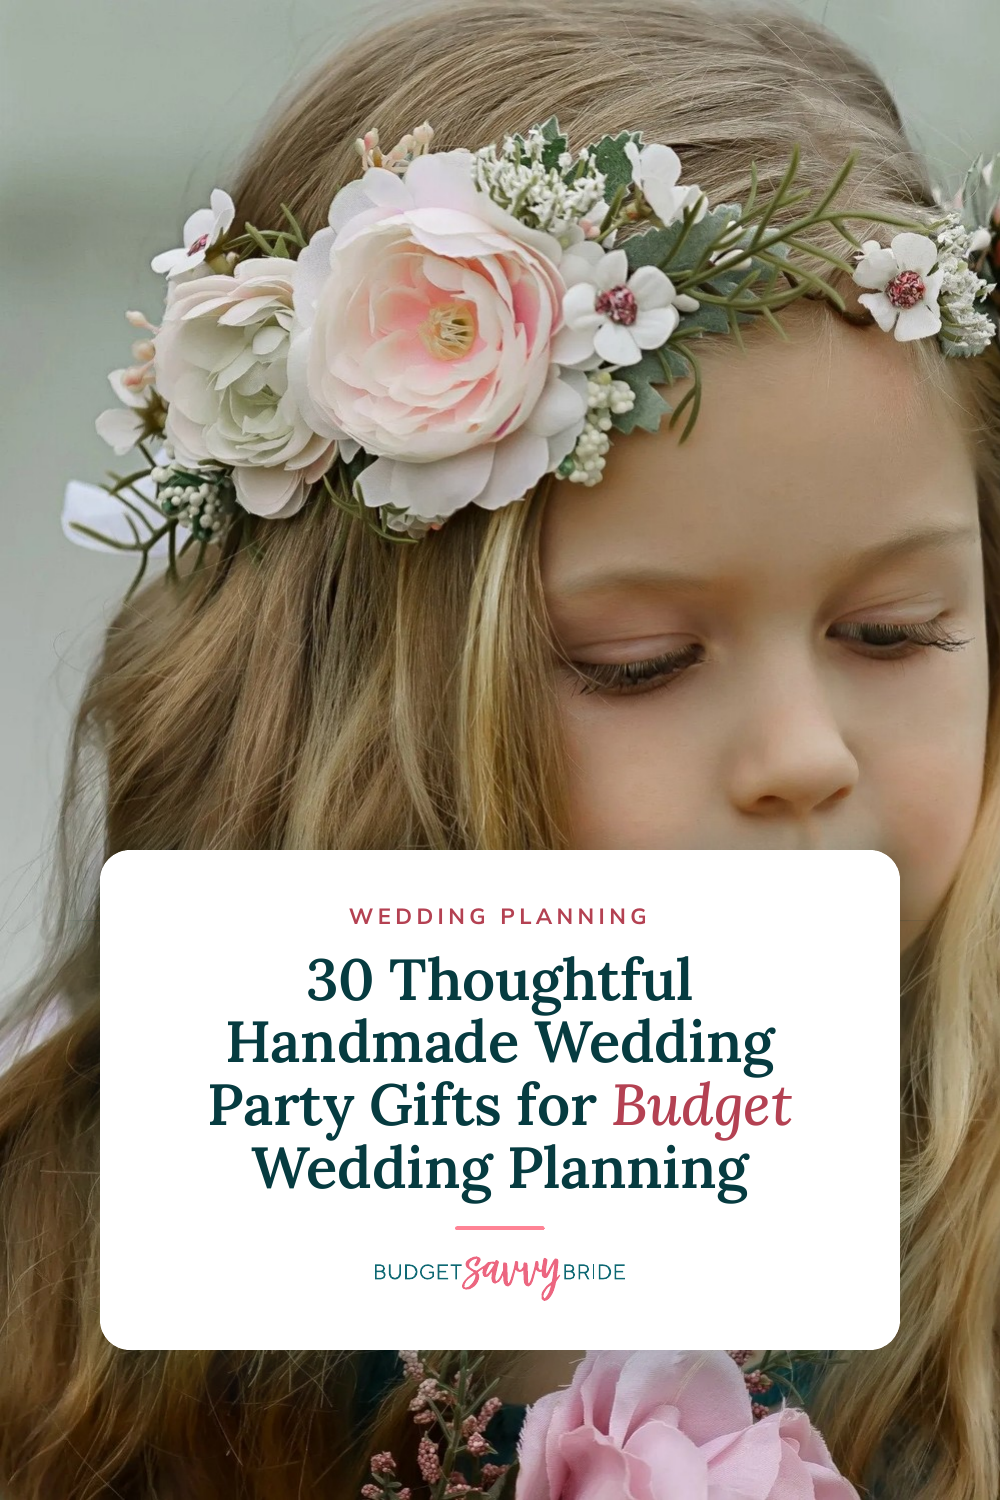 WEDDING PLANNING
30 Thoughtful
Handmade Wedding
Party Gifts for Budget
Wedding Planning
BUDGET savvy BRIDE